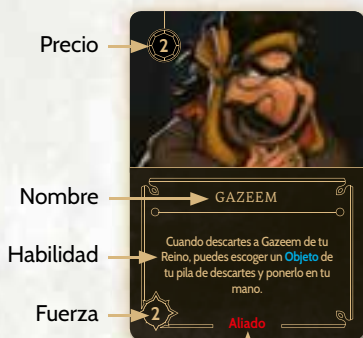 Precio
2
Nombre
GAZEEM
Habilidad
Cuando descartes a Gazeem de tu
Reino, puedes escoger un Objeto de
tu pila de descartes y ponerlo en tu
mano.
Fuerza
2
Aliado